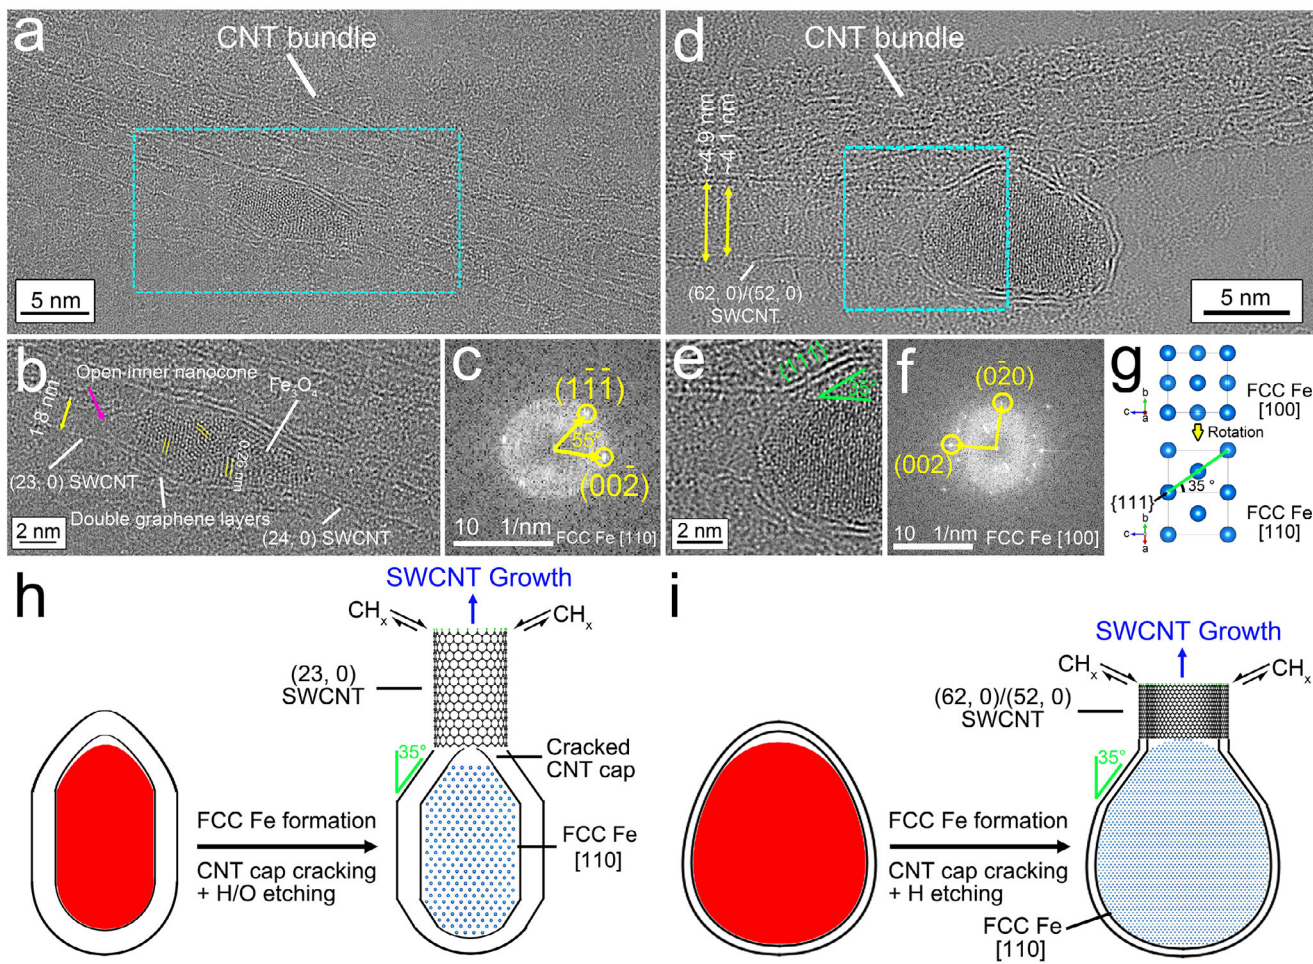 a
CNT bundle
5 nm
d
CNT bundle
~4.9 nm
~4.1 nm
(62, 0)/(52, 0)
SWCNT
5 nm
b
Open inner nanocone
1.8 nm
(23, 0) SWCNT
Double graphene layers
(24, 0) SWCNT
2 nm
c
(11̄1̄)
55°
(002̄)
10 1/nm
FCC Fe [110]
e
{111}
35°
2 nm
f
(02̄0)
(002)
10 1/nm
FCC Fe [100]
g
b
c
a
FCC Fe
[100]
Rotation
35 °
{111}
b
c
a
FCC Fe
[110]
h
SWCNT Growth
CHx
CHx
(23, 0)
SWCNT
35°
Cracked
CNT cap
FCC Fe formation
CNT cap cracking
+ H/O etching
FCC Fe
[110]
i
SWCNT Growth
CHx
CHx
(62, 0)/(52, 0)
SWCNT
35°
FCC Fe formation
CNT cap cracking
+ H etching
FCC Fe
[110]